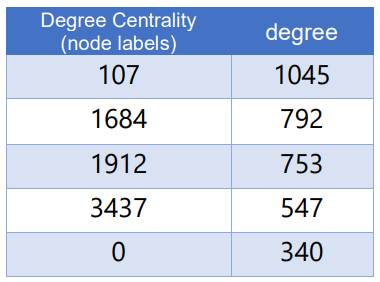 Degree Centrality
(node labels)
degree
107 1045
1684 792
1912 753
3437 547
0 340